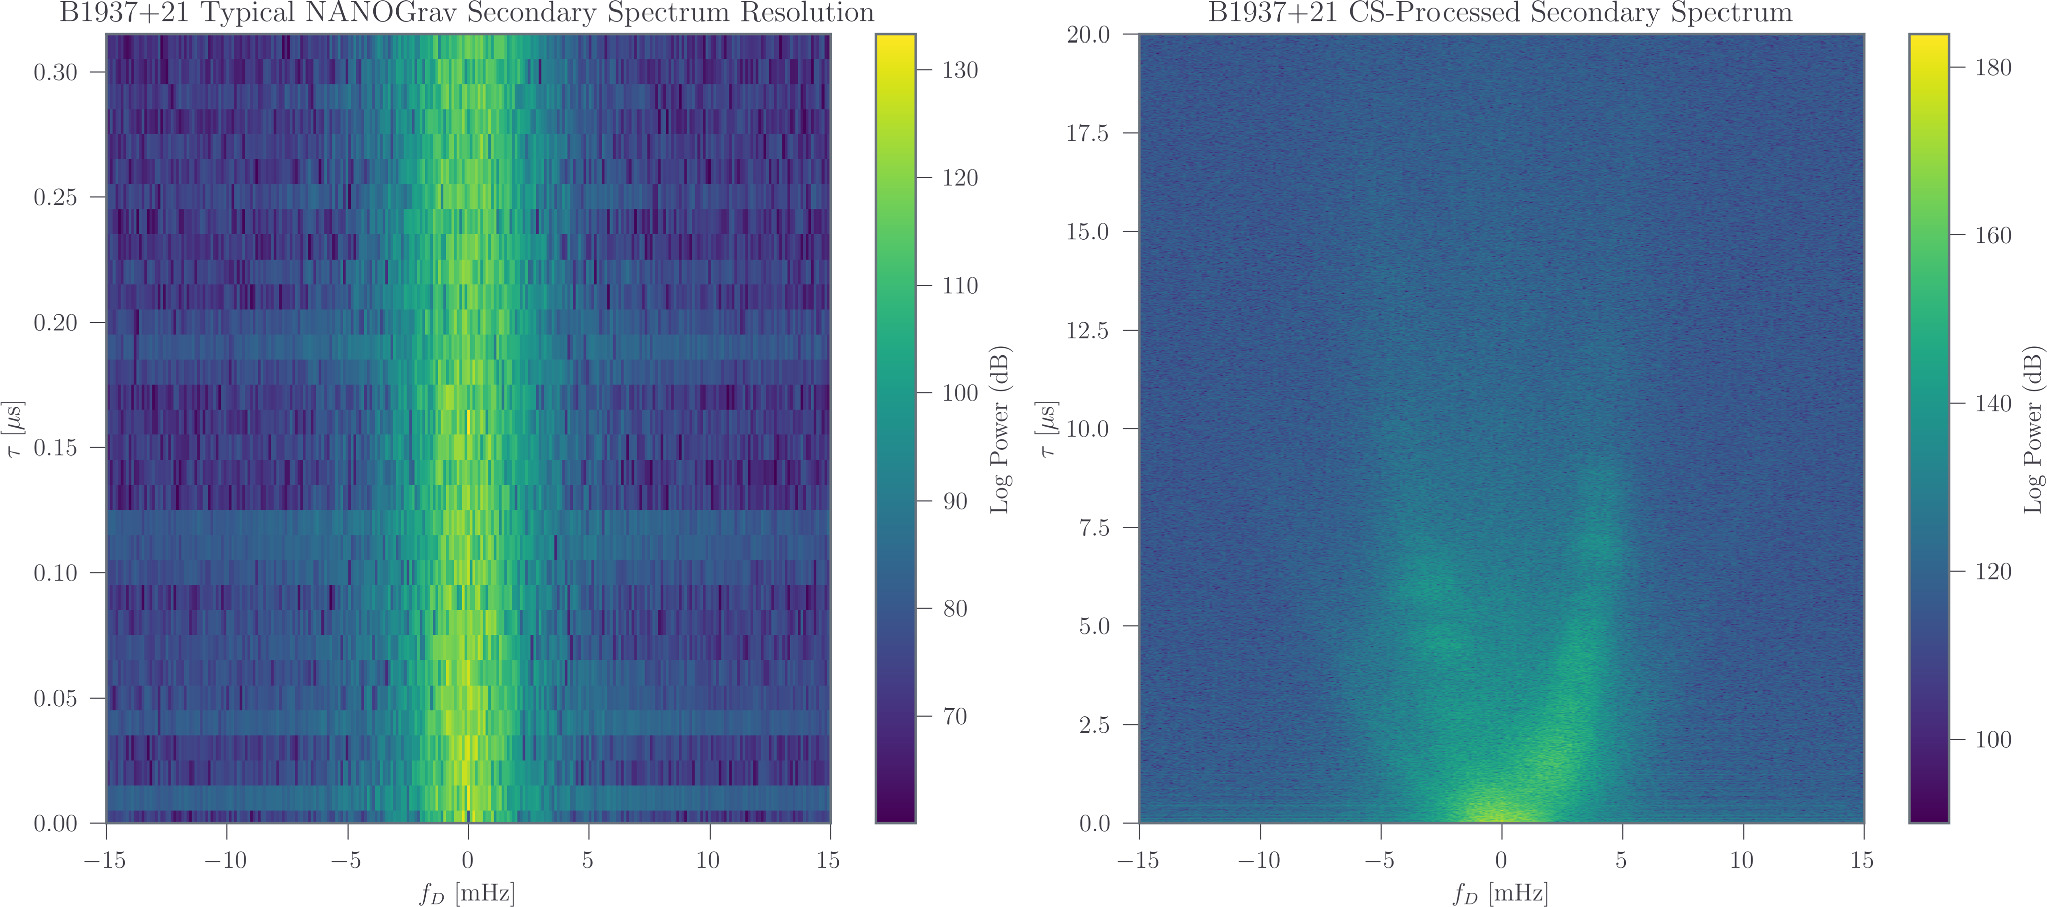 B1937+21 Typical NANOGrav Secondary Spectrum Resolution
0.30
0.25
0.20
0.15
0.10
0.05
0.00
τ [μs]
−15 −10 −5 0 5 10 15
f_D [mHz]
130
120
110
100
90
80
70
Log Power (dB)
B1937+21 CS-Processed Secondary Spectrum
20.0
17.5
15.0
12.5
10.0
7.5
5.0
2.5
0.0
τ [μs]
−15 −10 −5 0 5 10 15
f_D [mHz]
180
160
140
120
100
Log Power (dB)